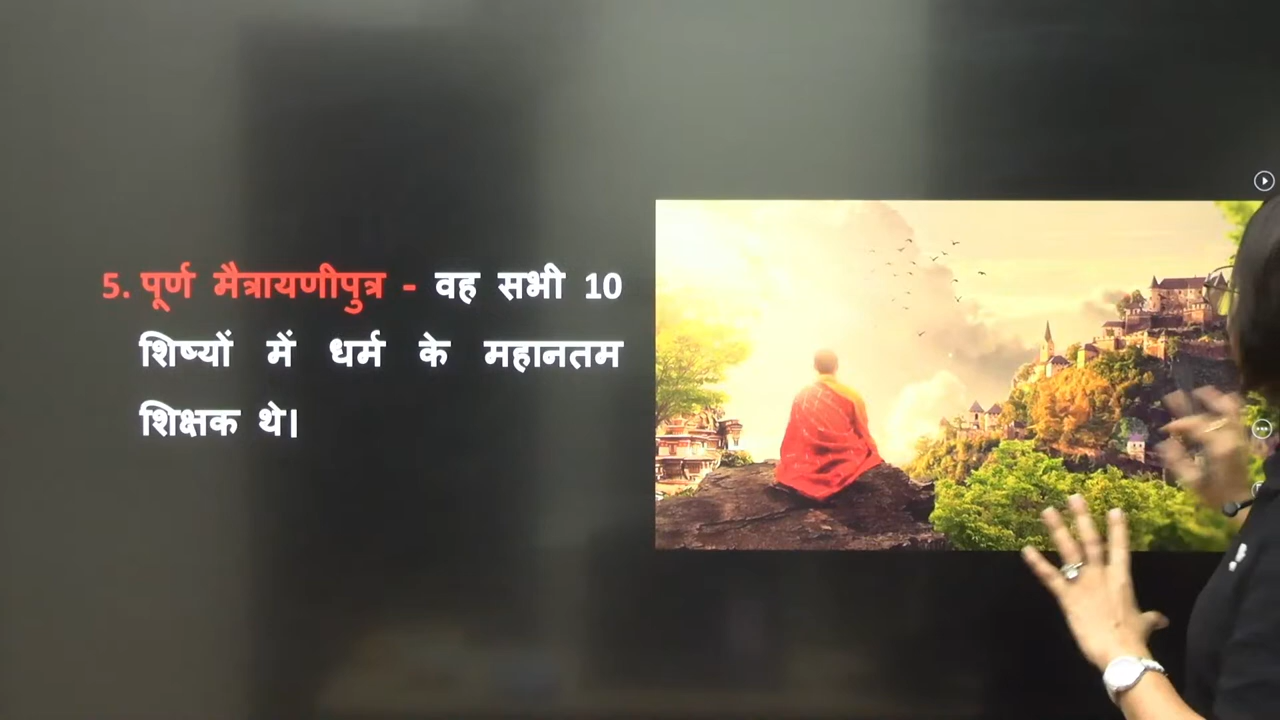 5. पूर्ण मैत्रायणीपुत्र - वह सभी 10
शिष्यों में धर्म के महानतम
शिक्षक थे।